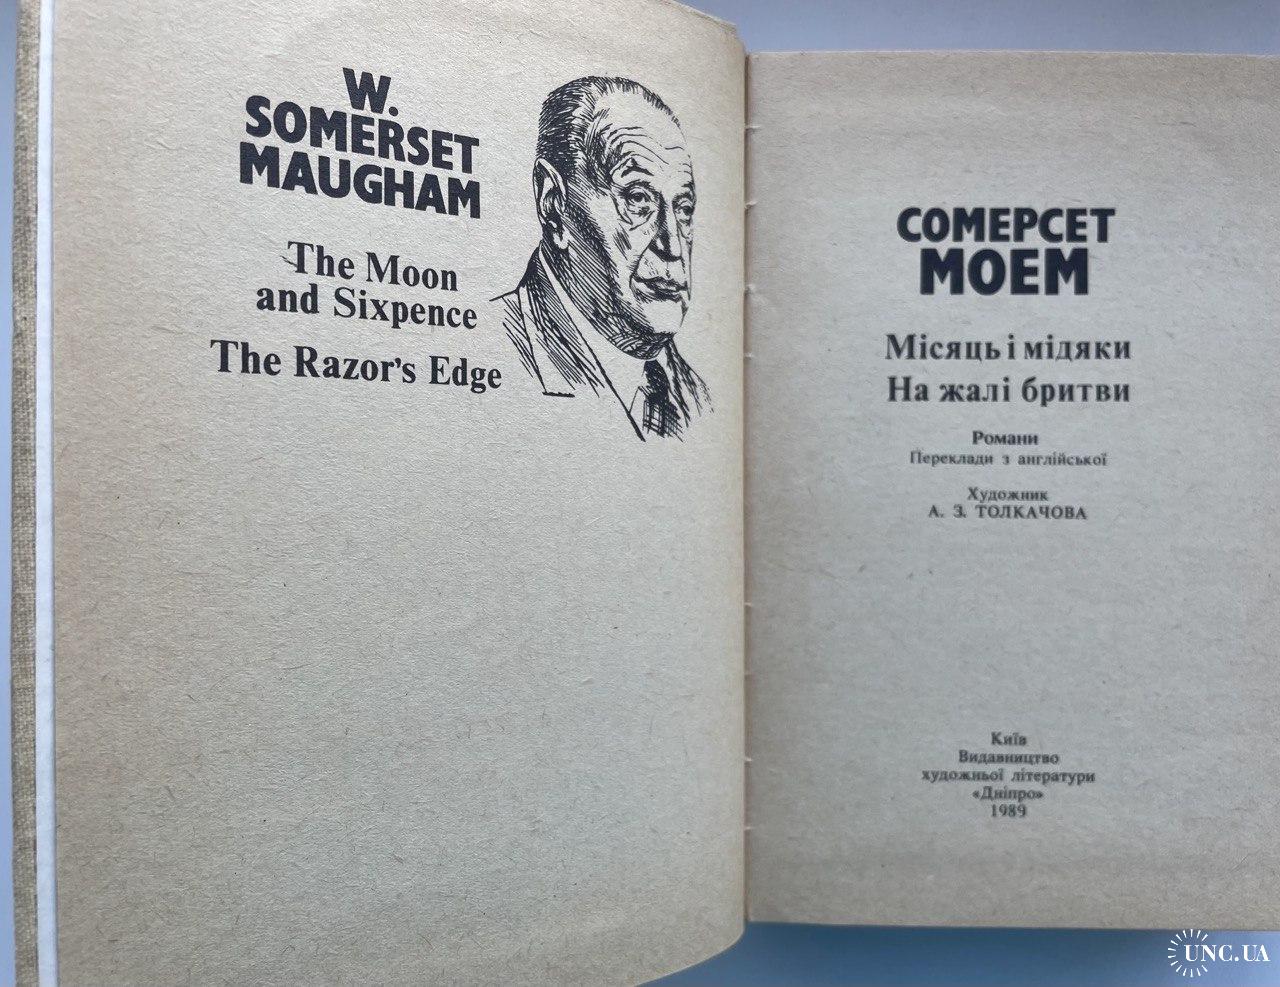 W.
SOMERSET
MAUGHAM
The Moon
and Sixpence
The Razor's Edge
СОМЕРСЕТ
МОЕМ
Місяць і мідяки
На жалі бритви
Романи
Переклади з англійської
Художник
А. З. ТОЛКАЧОВА
Київ
Видавництво
художньої літератури
«Дніпро»
1989
UNC.UA